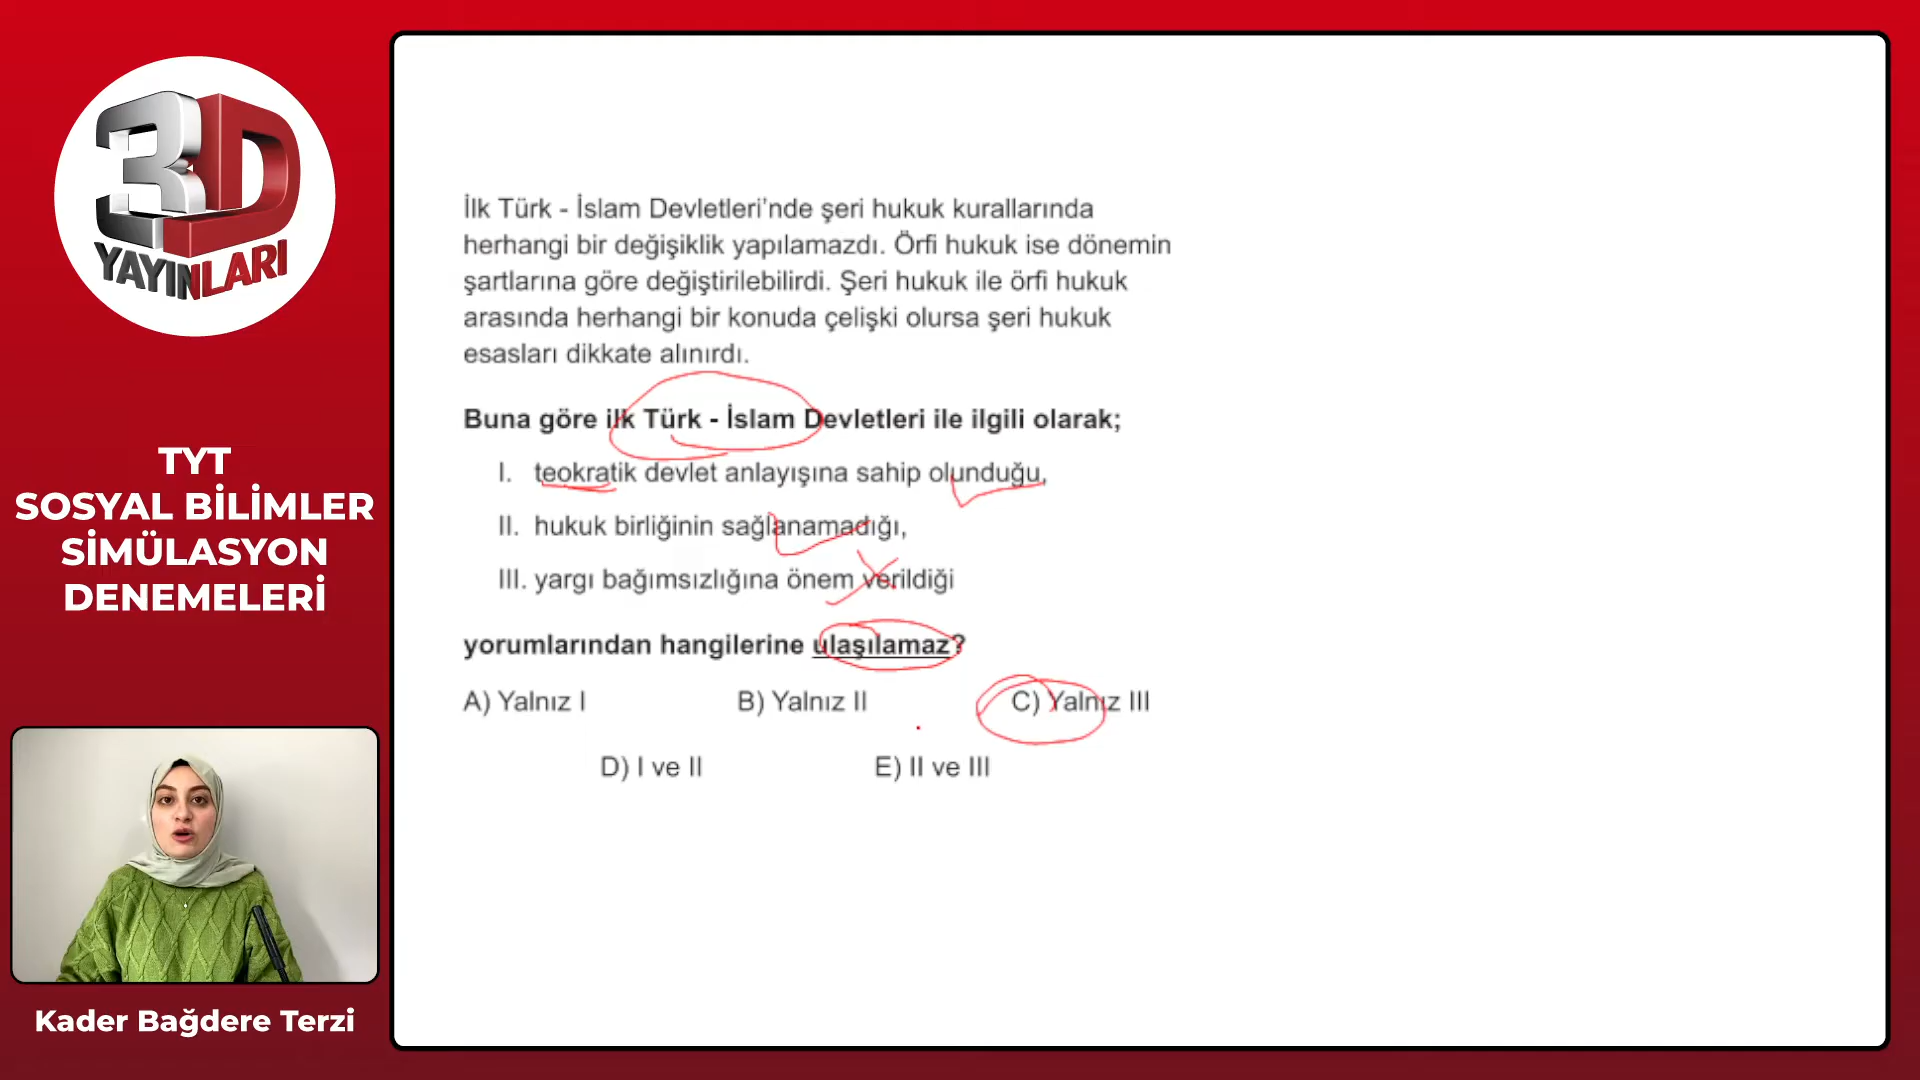 3D
YAYINLARI
TYT
SOSYAL BİLİMLER
SİMÜLASYON
DENEMELERİ
Kader Bağdere Terzi
İlk Türk - İslam Devletleri'nde şeri hukuk kurallarında
herhangi bir değişiklik yapılamazdı. Örfi hukuk ise dönemin
şartlarına göre değiştirilebilirdi. Şeri hukuk ile örfi hukuk
arasında herhangi bir konuda çelişki olursa şeri hukuk
esasları dikkate alınırdı.
Buna göre ilk Türk - İslam Devletleri ile ilgili olarak;
I. teokratik devlet anlayışına sahip olunduğu,
II. hukuk birliğinin sağlanamadığı,
III. yargı bağımsızlığına önem verildiği
yorumlarından hangilerine ulaşılamaz?
A) Yalnız I B) Yalnız II C) Yalnız III
D) I ve II E) II ve III